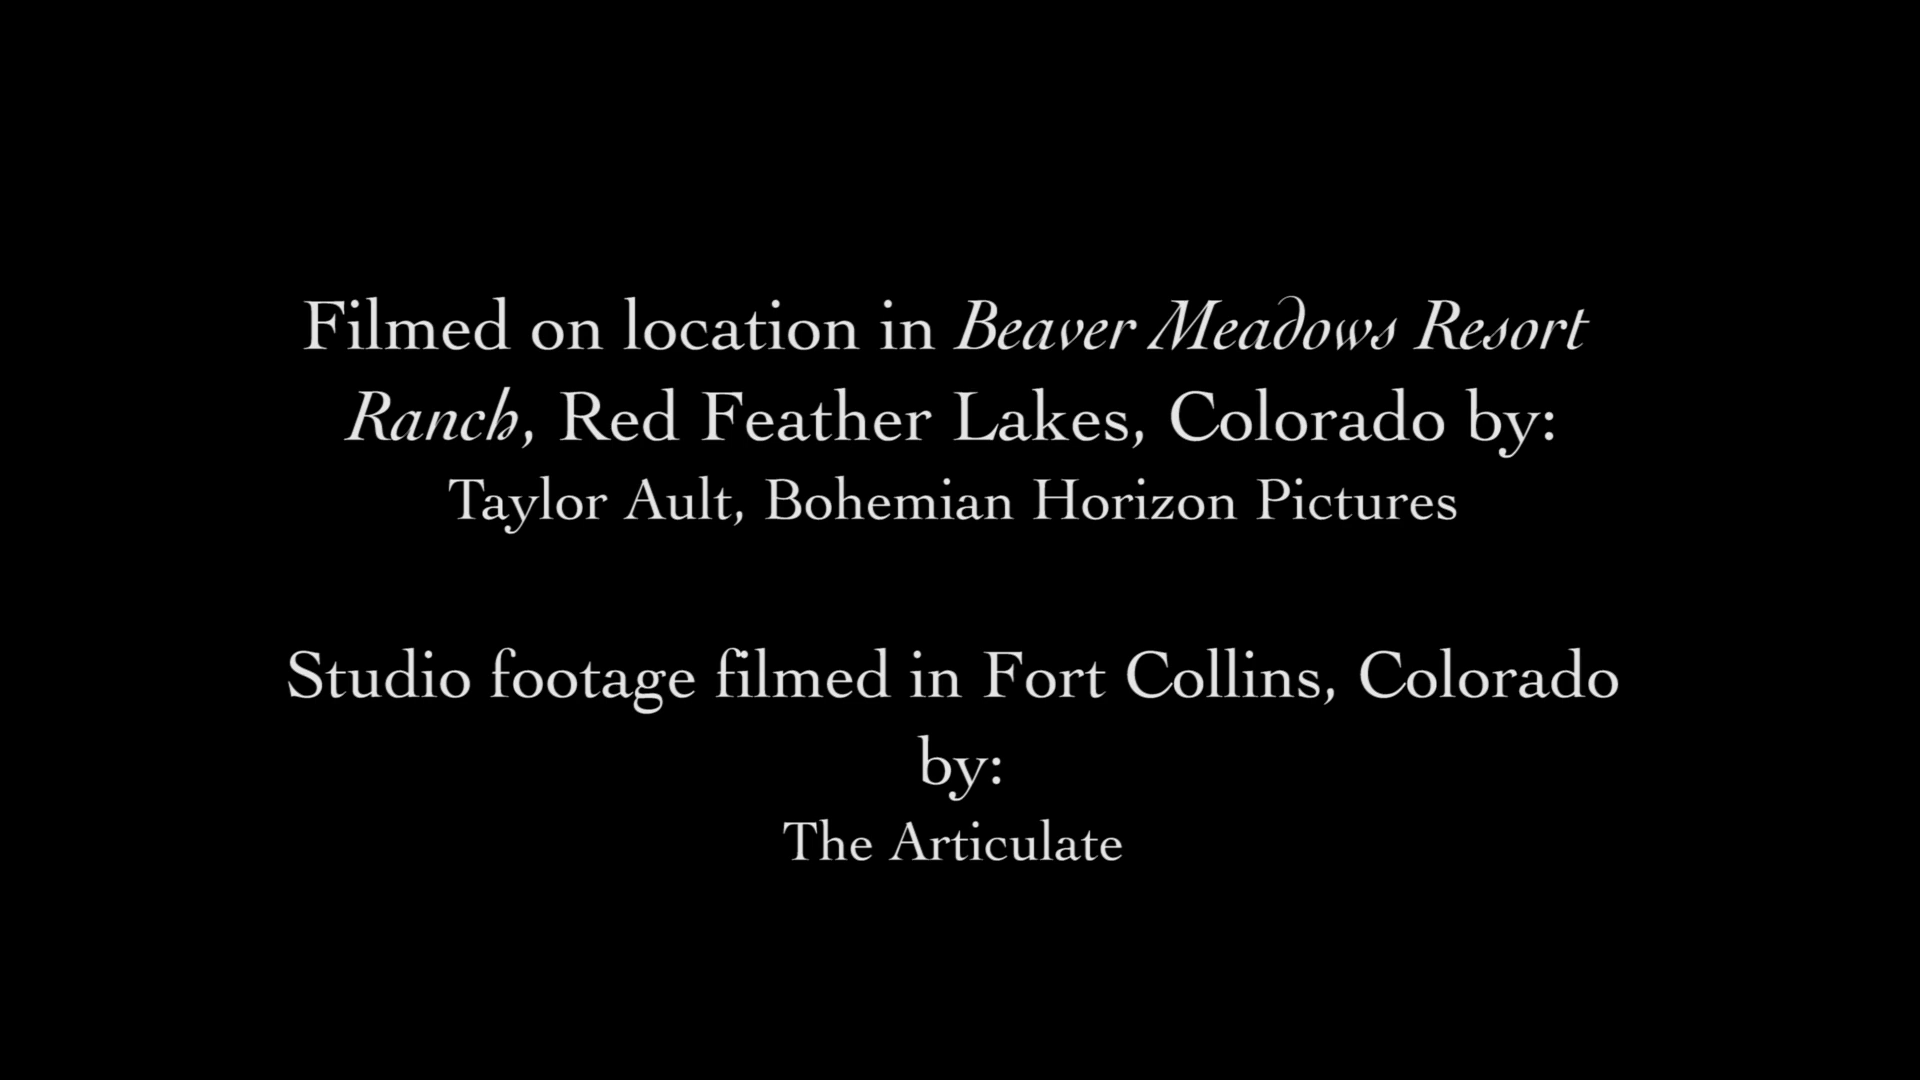 Filmed on location in Beaver Meadows Resort
Ranch, Red Feather Lakes, Colorado by:
Taylor Ault, Bohemian Horizon Pictures
Studio footage filmed in Fort Collins, Colorado
by:
The Articulate